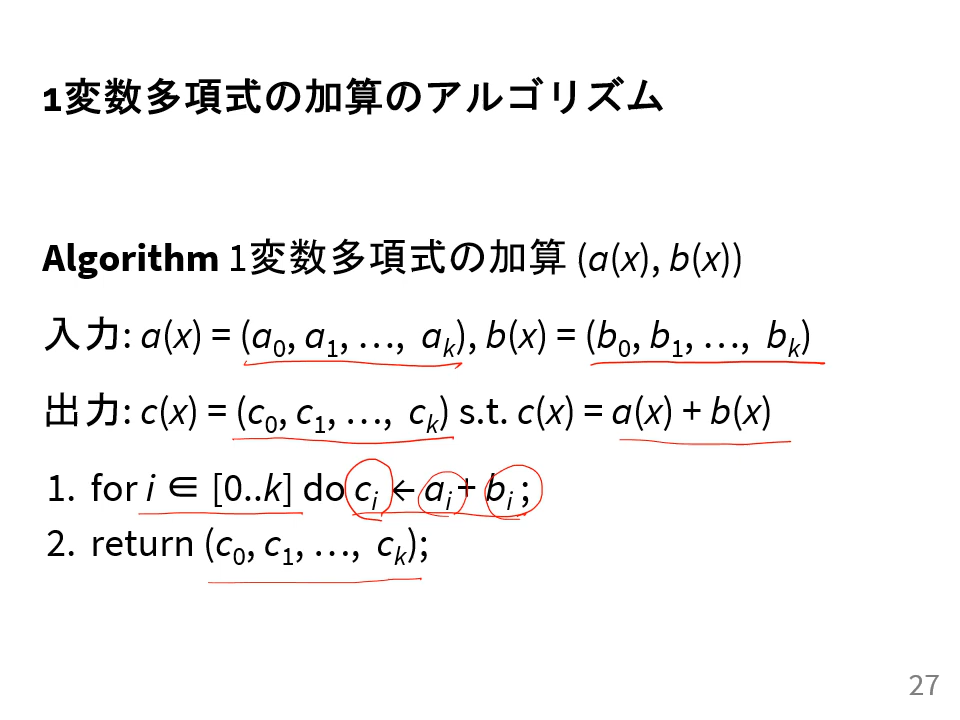 1変数多項式の加算のアルゴリズム
Algorithm 1変数多項式の加算 (a(x), b(x))
入力: a(x) = (a₀, a₁, …, aₖ), b(x) = (b₀, b₁, …, bₖ)
出力: c(x) = (c₀, c₁, …, cₖ) s.t. c(x) = a(x) + b(x)
1. for i ∈ [0..k] do cᵢ ← aᵢ + bᵢ ;
2. return (c₀, c₁, …, cₖ);
27